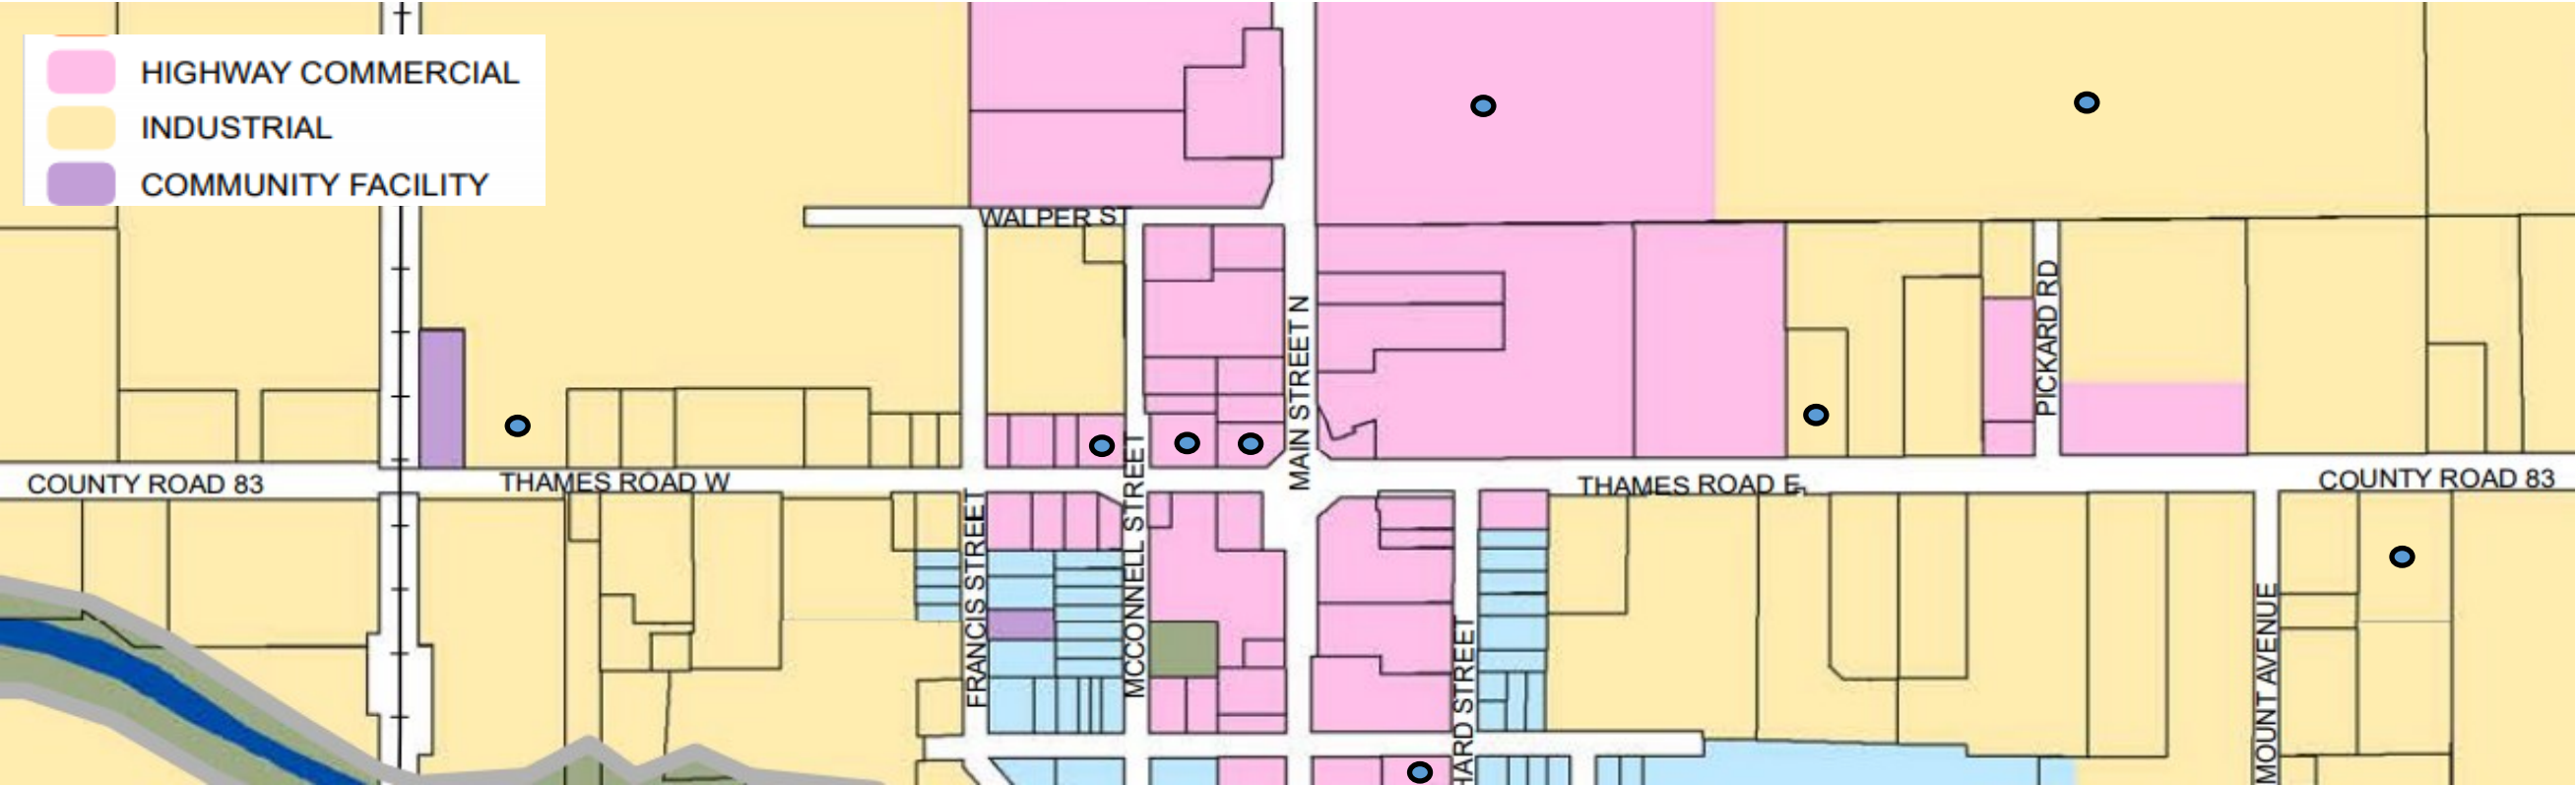 HIGHWAY COMMERCIAL
INDUSTRIAL
COMMUNITY FACILITY
WALPER ST
MAIN STREET N
PICKARD RD
COUNTY ROAD 83
THAMES ROAD W
THAMES ROAD E
COUNTY ROAD 83
FRANCIS STREET
MCCONNELL STREET
HARD STREET
MOUNT AVENUE